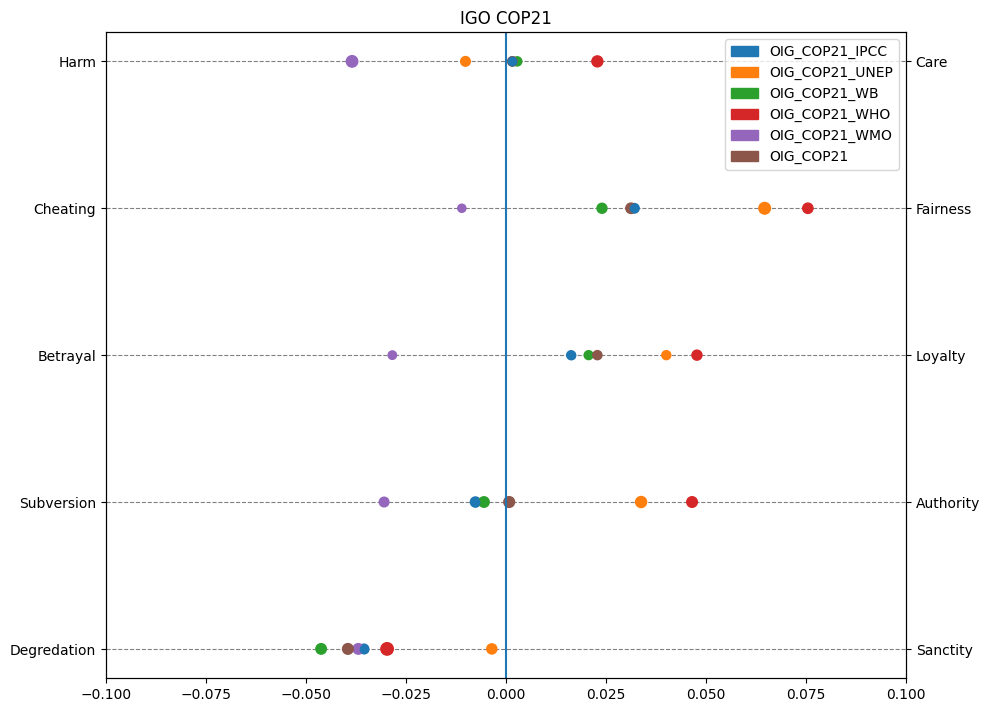 IGO COP21
OIG_COP21_IPCC
OIG_COP21_UNEP
OIG_COP21_WB
OIG_COP21_WHO
OIG_COP21_WMO
OIG_COP21
Harm
Care
Cheating
Fairness
Betrayal
Loyalty
Subversion
Authority
Degredation
Sanctity
−0.100
−0.075
−0.050
−0.025
0.000
0.025
0.050
0.075
0.100